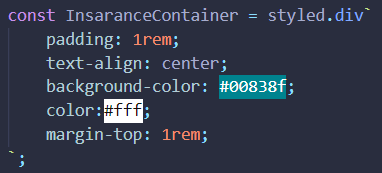 const InsaranceContainer = styled.div`
padding: 1rem;
text-align: center;
background-color: #00838f;
color:#fff;
margin-top: 1rem;
`;